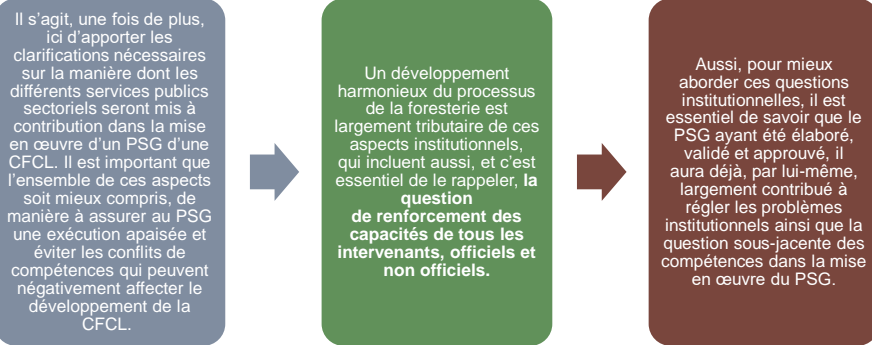 Il s’agit, une fois de plus,
ici d’apporter les
clarifications nécessaires
sur la manière dont les
différents services publics
sectoriels seront mis à
contribution dans la mise
en œuvre d’un PSG d’une
CFCL. Il est important que
l’ensemble de ces aspects
soit mieux compris, de
manière à assurer au PSG
une exécution apaisée et
éviter les conflits de
compétences qui peuvent
négativement affecter le
développement de la
CFCL.
Un développement
harmonieux du processus
de la foresterie est
largement tributaire de ces
aspects institutionnels,
qui incluent aussi, et c’est
essentiel de le rappeler, la
question
de renforcement des
capacités de tous les
intervenants, officiels et
non officiels.
Aussi, pour mieux
aborder ces questions
institutionnelles, il est
essentiel de savoir que le
PSG ayant été élaboré,
validé et approuvé, il
aura déjà, par lui-même,
largement contribué à
régler les problèmes
institutionnels ainsi que la
question sous-jacente des
compétences dans la mise
en œuvre du PSG.